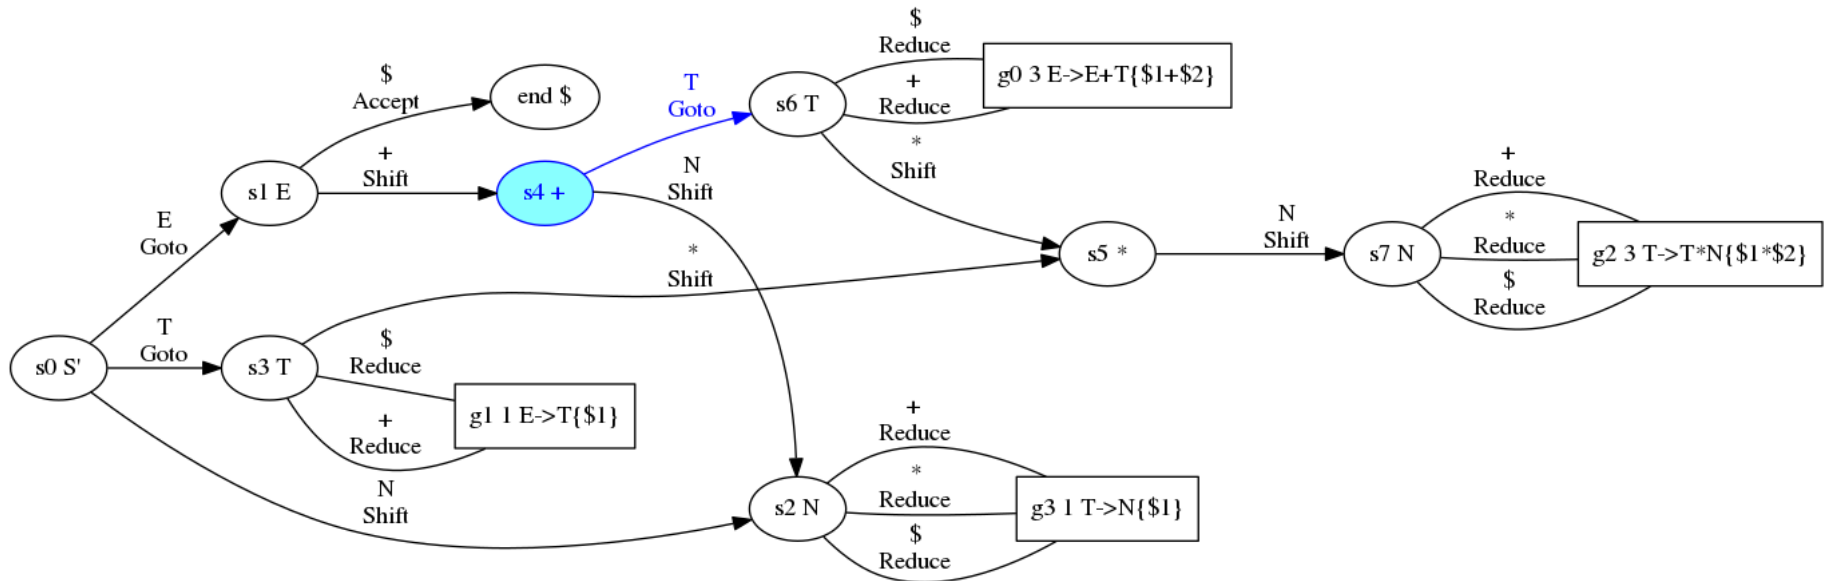 $
Reduce
g0 3 E->E+T{$1+$2}
+
Reduce
s6 T
*
Shift
$
Accept
end $
T
Goto
+
Shift
s1 E
s4 +
N
Shift
E
Goto
*
Shift
s5 *
N
Shift
s7 N
+
Reduce
*
Reduce
g2 3 T->T*N{$1*$2}
$
Reduce
s0 S'
T
Goto
s3 T
$
Reduce
g1 1 E->T{$1}
+
Reduce
N
Shift
s2 N
+
Reduce
*
Reduce
g3 1 T->N{$1}
$
Reduce